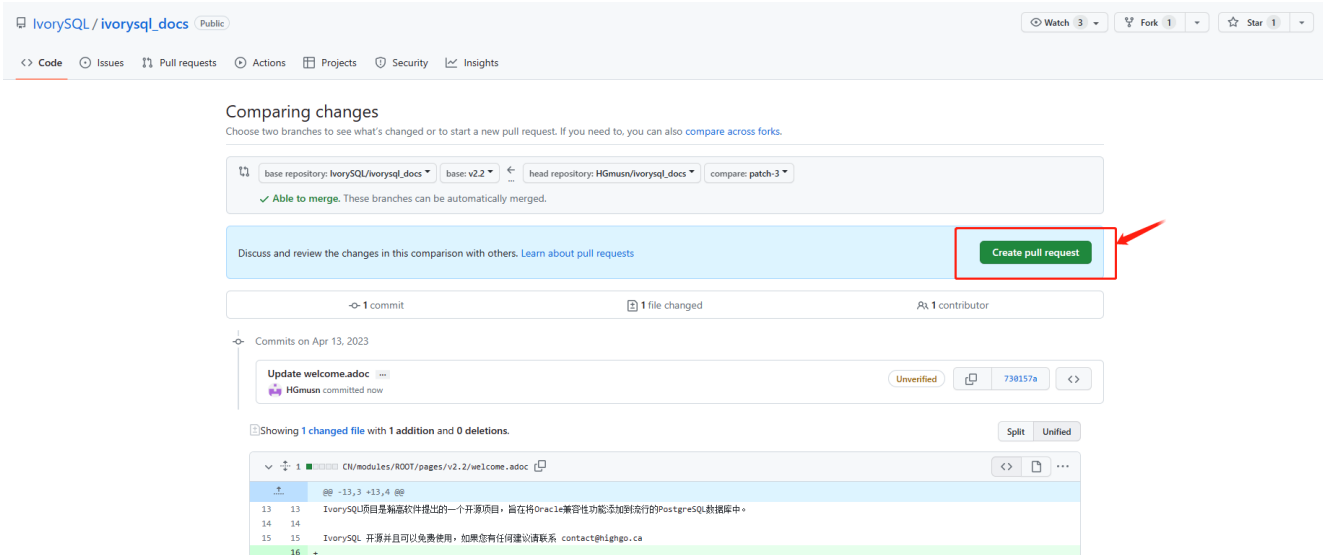 IvorySQL / ivorysql_docs Public
Watch 3 Fork 1 Star 1
Code Issues Pull requests Actions Projects Security Insights
Comparing changes
Choose two branches to see what's changed or to start a new pull request. If you need to, you can also compare across forks.
base repository: IvorySQL/ivorysql_docs base: v2.2 ← ... head repository: HGmusn/ivorysql_docs compare: patch-3
Able to merge. These branches can be automatically merged.
Discuss and review the changes in this comparison with others. Learn about pull requests Create pull request
1 commit 1 file changed 1 contributor
Commits on Apr 13, 2023
Update welcome.adoc ...
HGmusn committed now Unverified 730157a <>
Showing 1 changed file with 1 addition and 0 deletions. Split Unified
1 CN/modules/ROOT/pages/v2.2/welcome.adoc <> ...
@@ -13,3 +13,4 @@
13 13 IvorySQL项目是瀚高软件提出的一个开源项目，旨在将Oracle兼容性功能添加到流行的PostgreSQL数据库中。
14 14
15 15 IvorySQL 开源并且可以免费使用，如果您有任何建议请联系 contact@highgo.ca
16 +